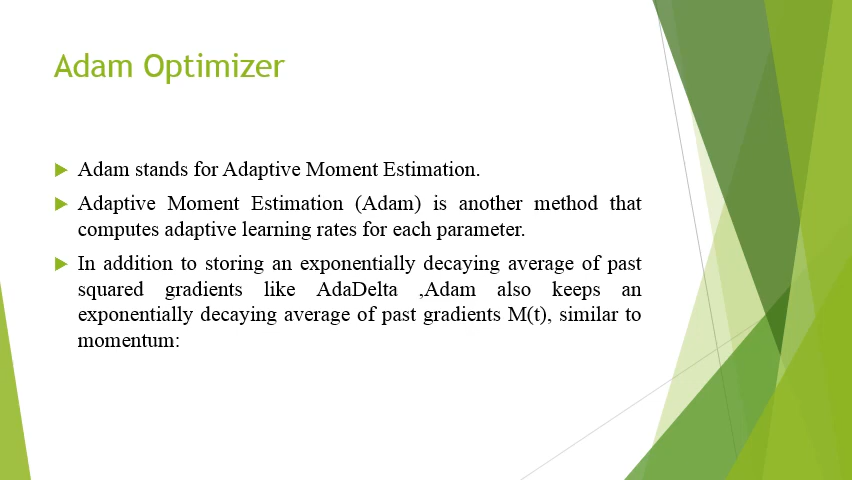 Adam Optimizer
Adam stands for Adaptive Moment Estimation.
Adaptive Moment Estimation (Adam) is another method that
computes adaptive learning rates for each parameter.
In addition to storing an exponentially decaying average of past
squared gradients like AdaDelta ,Adam also keeps an
exponentially decaying average of past gradients M(t), similar to
momentum: